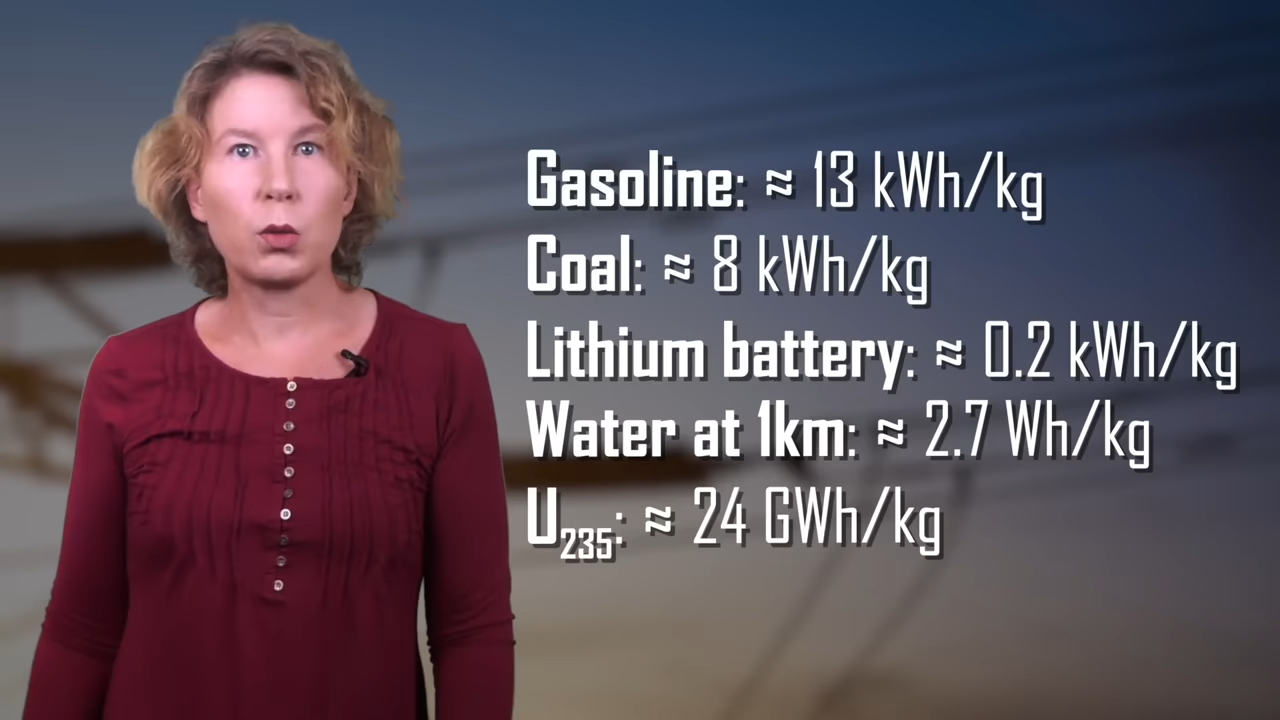 Gasoline: ≈ 13 kWh/kg
Coal: ≈ 8 kWh/kg
Lithium battery: ≈ 0.2 kWh/kg
Water at 1km: ≈ 2.7 Wh/kg
U₂₃₅: ≈ 24 GWh/kg